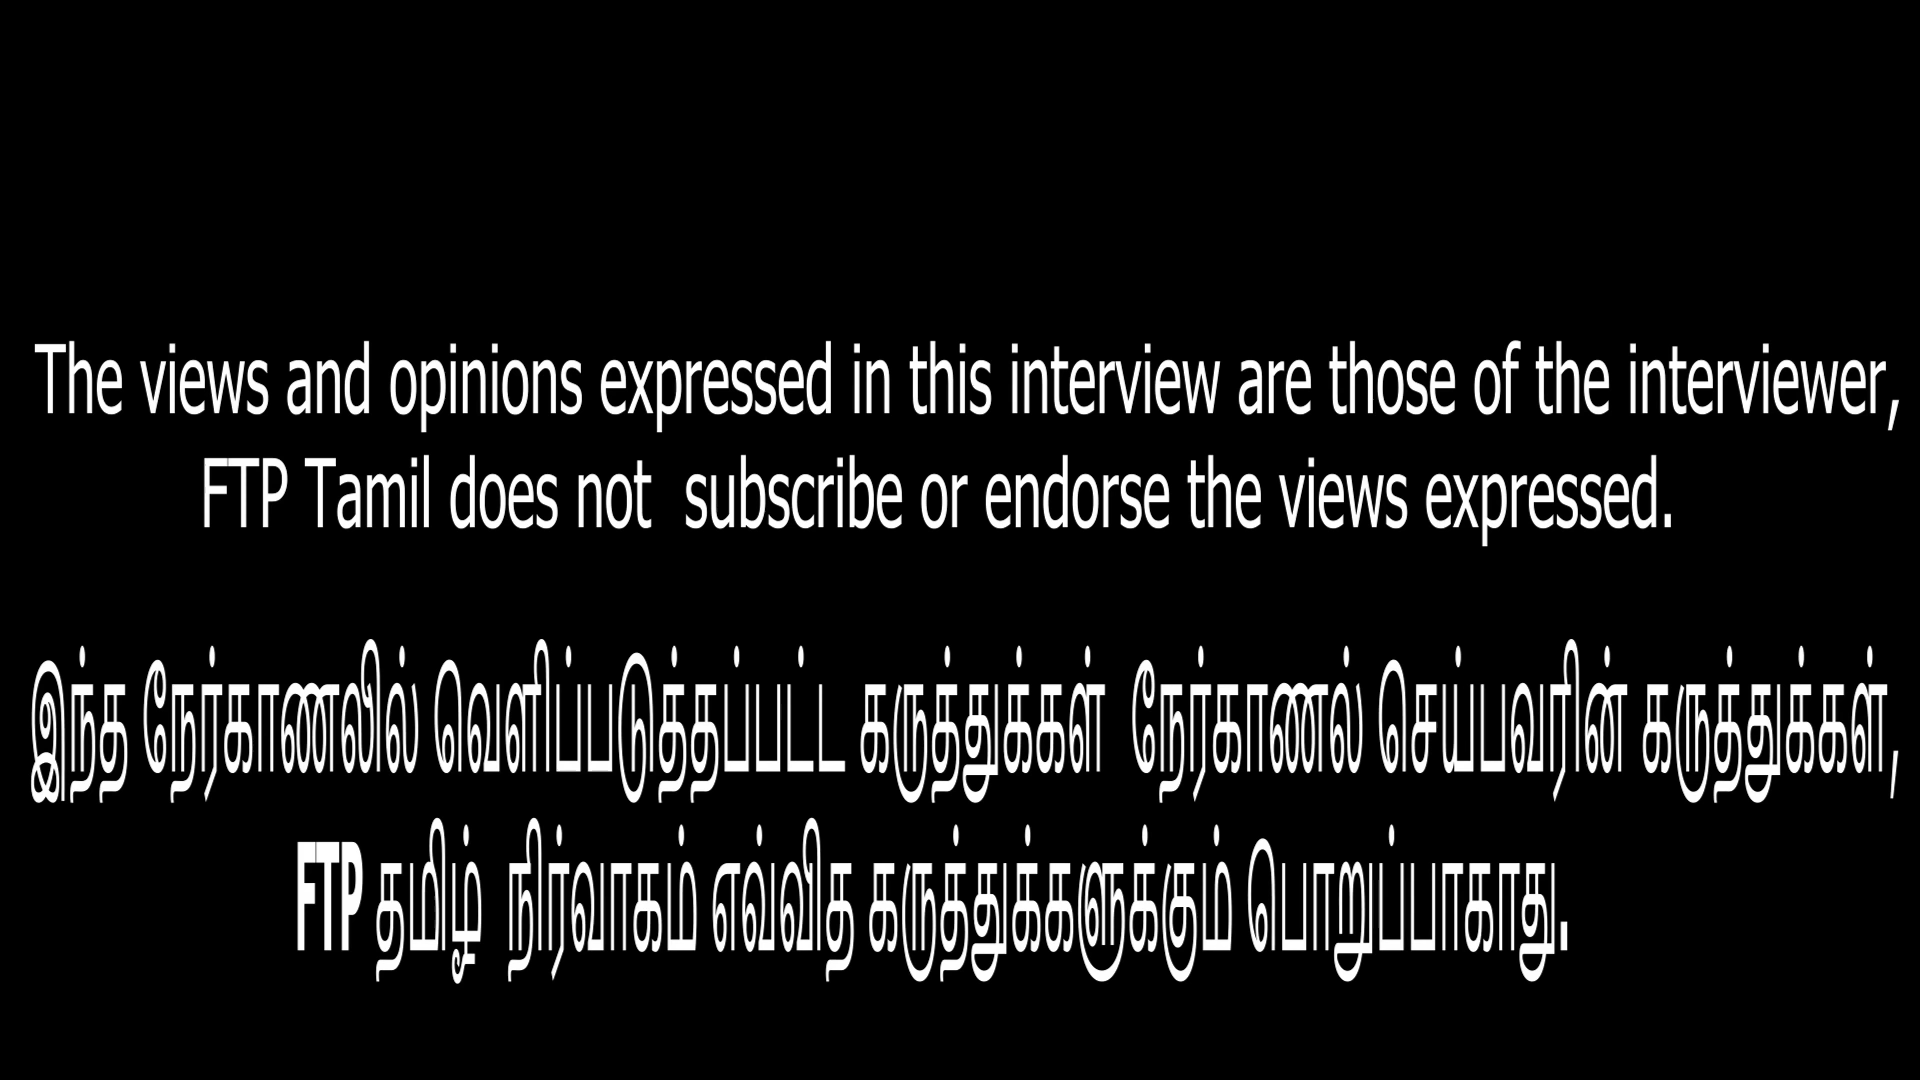 The views and opinions expressed in this interview are those of the interviewer,
FTP Tamil does not  subscribe or endorse the views expressed.
இந்த நேர்காணலில் வெளிப்படுத்தப்பட்ட கருத்துக்கள்  நேர்காணல் செய்பவரின் கருத்துக்கள்,
FTP தமிழ்  நிர்வாகம் எவ்வித கருத்துக்களுக்கும் பொறுப்பாகாது.